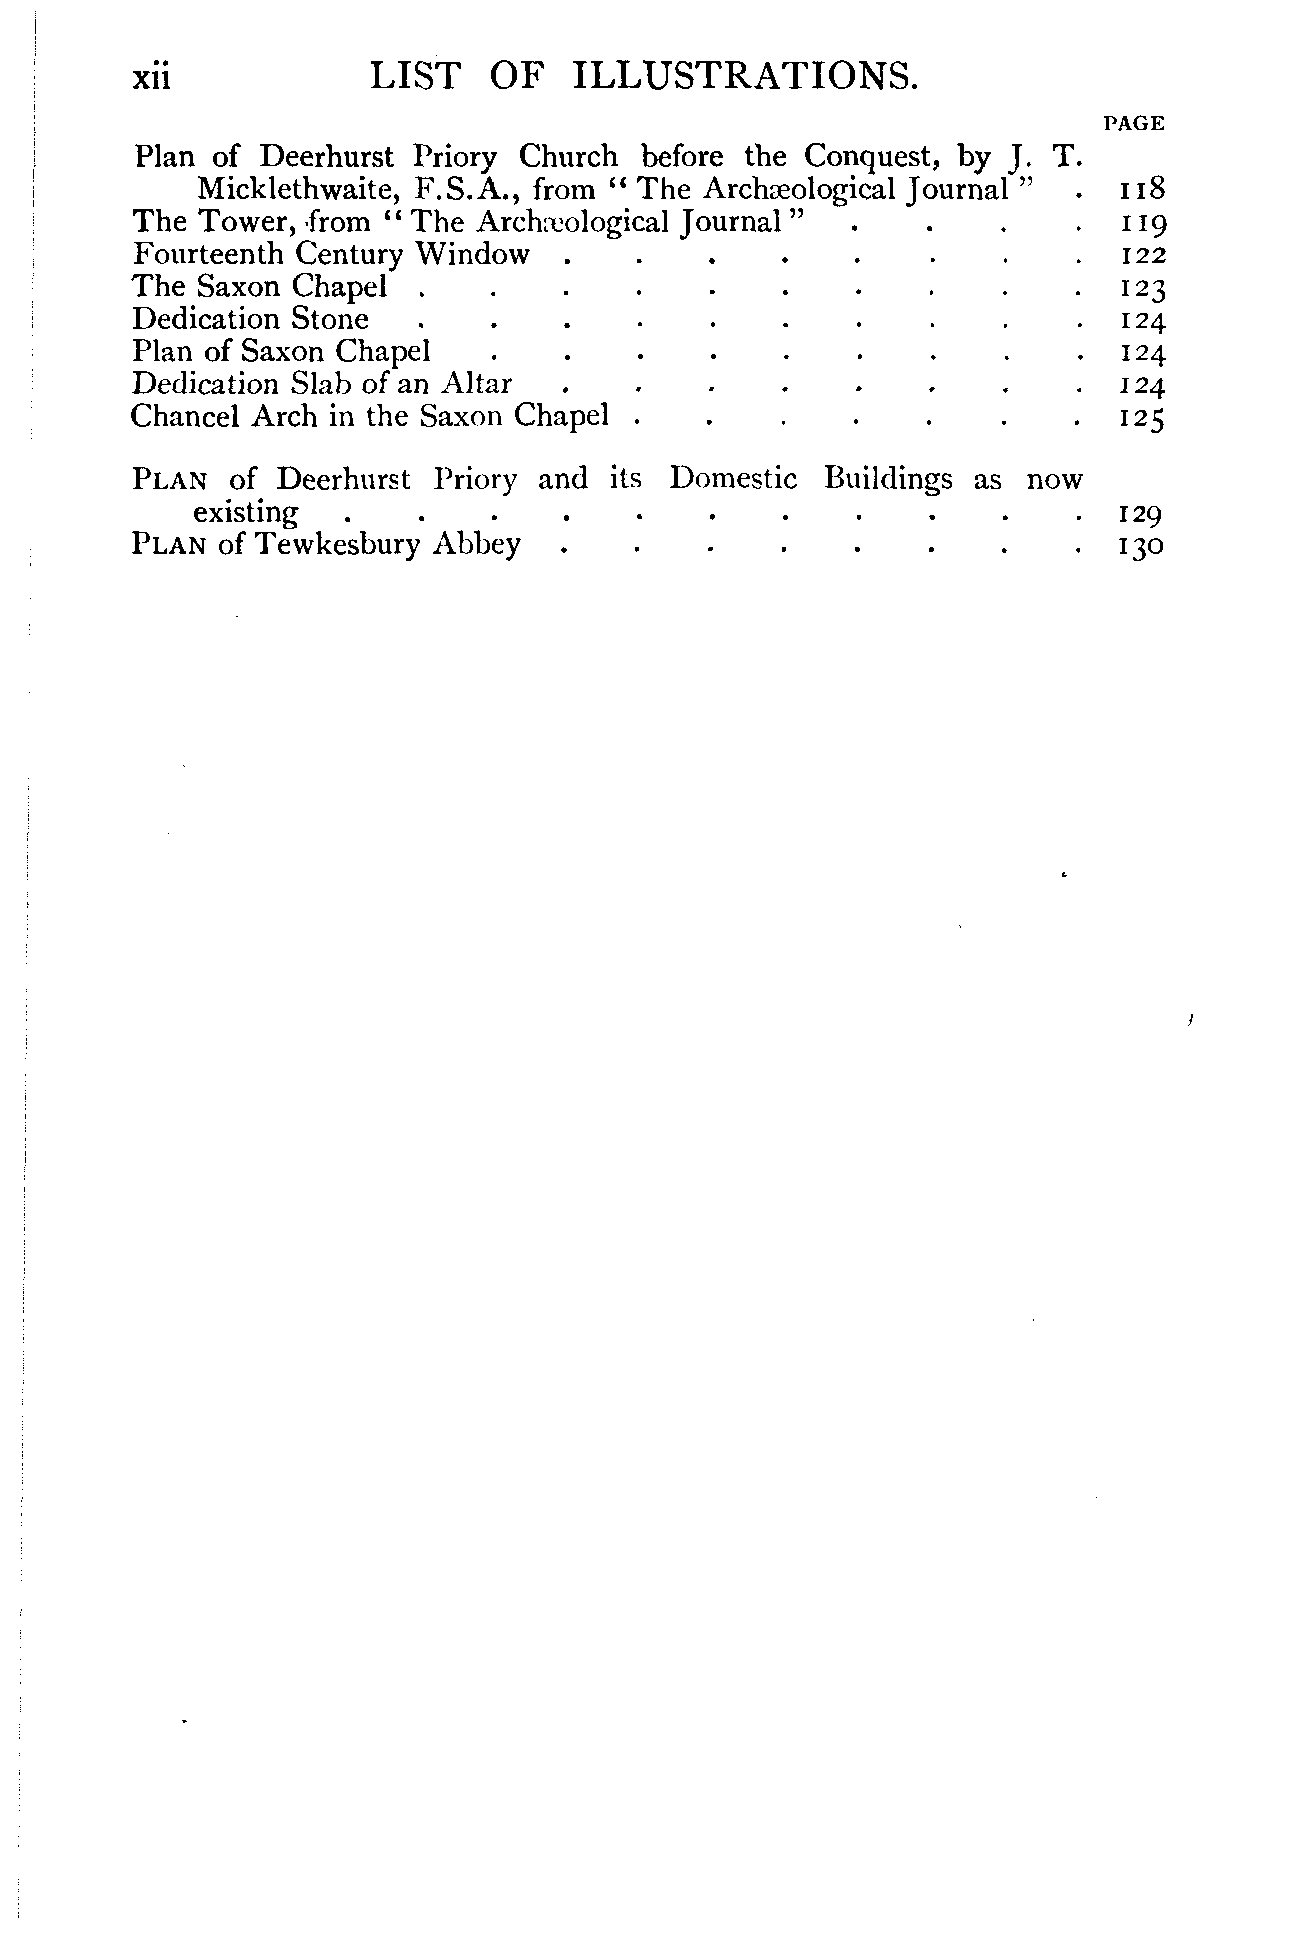 xii LIST OF ILLUSTRATIONS.
PAGE
Plan of Deerhurst Priory Church before the Conquest, by J. T.
Micklethwaite, F.S.A., from “ The Archæological Journal ” . 118
The Tower, from “ The Archæological Journal ” . . . . 119
Fourteenth Century Window . . . . . . . . 122
The Saxon Chapel . . . . . . . . . . 123
Dedication Stone . . . . . . . . . . 124
Plan of Saxon Chapel . . . . . . . . . 124
Dedication Slab of an Altar . . . . . . . . 124
Chancel Arch in the Saxon Chapel . . . . . . . 125
PLAN of Deerhurst Priory and its Domestic Buildings as now
existing . . . . . . . . . . . 129
PLAN of Tewkesbury Abbey . . . . . . . . 130